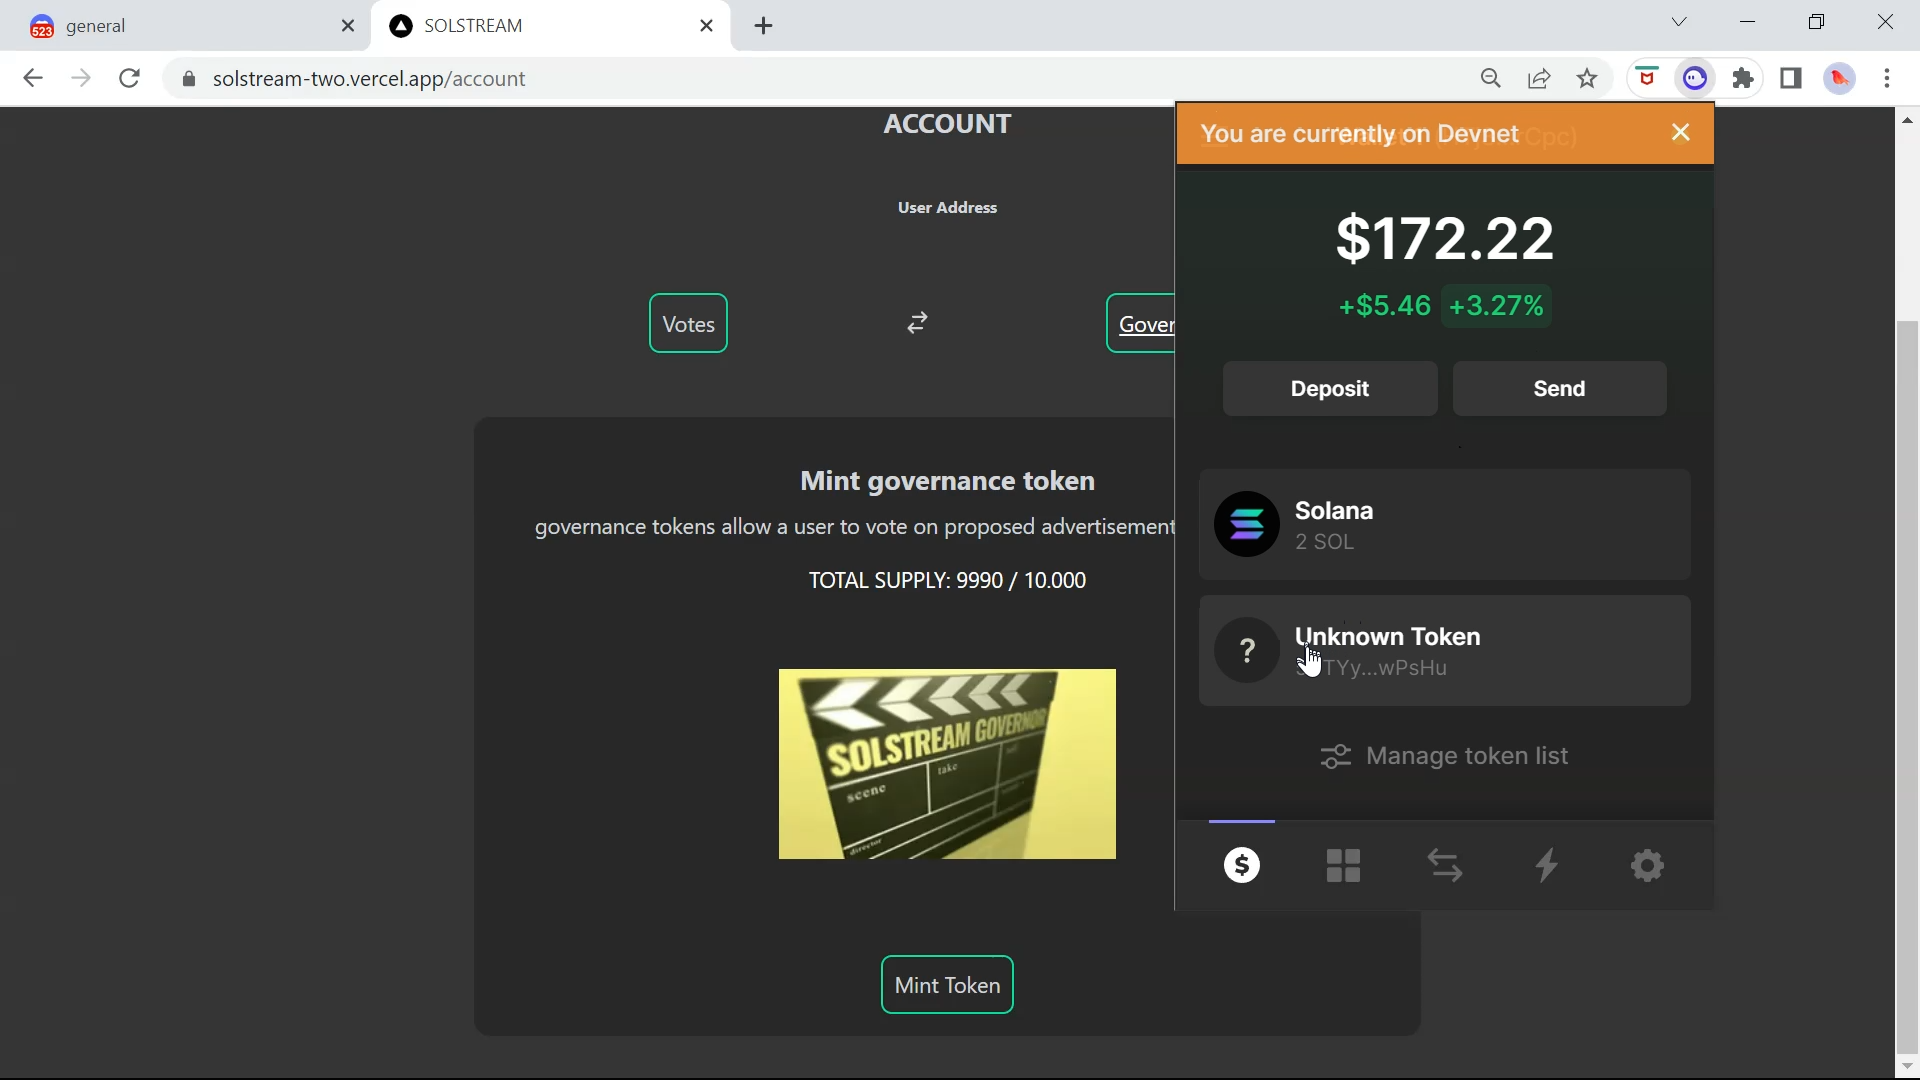 523 general
SOLSTREAM
solstream-two.vercel.app/account
ACCOUNT
User Address
Votes
Gover
Mint governance token
governance tokens allow a user to vote on proposed advertisement
TOTAL SUPPLY: 9990 / 10.000
SOLSTREAM GOVERNOR
scene
take
director
Mint Token
You are currently on Devnet
$172.22
+$5.46 +3.27%
Deposit
Send
Solana
2 SOL
?
Unknown Token
TYy...wPsHu
Manage token list
$